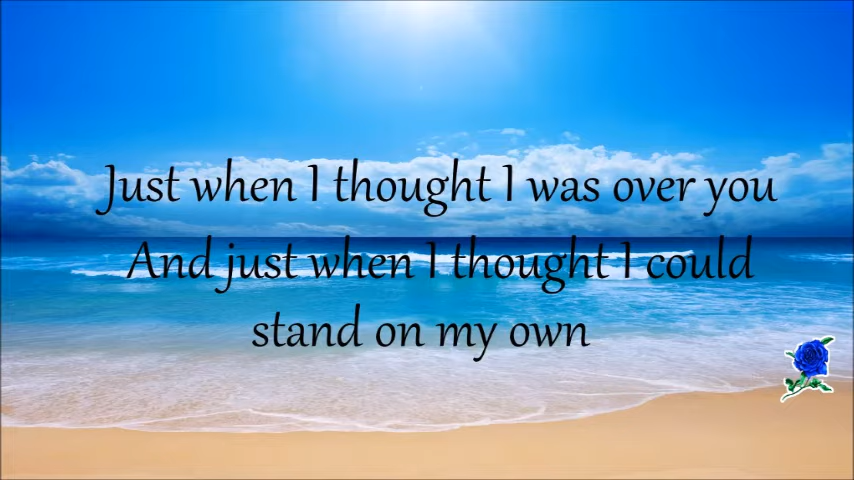 Just when I thought I was over you
And just when I thought I could
stand on my own